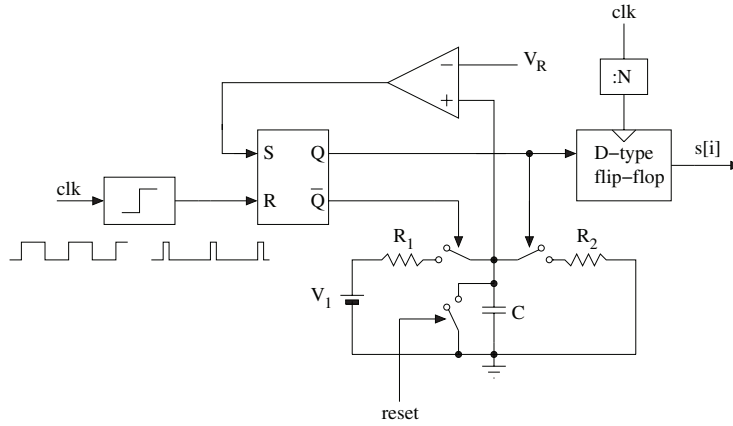 clk
:N
V_R
−
+
S Q
R Q̅
D−type
flip−flop
s[i]
clk
R_1
R_2
V_1
C
reset